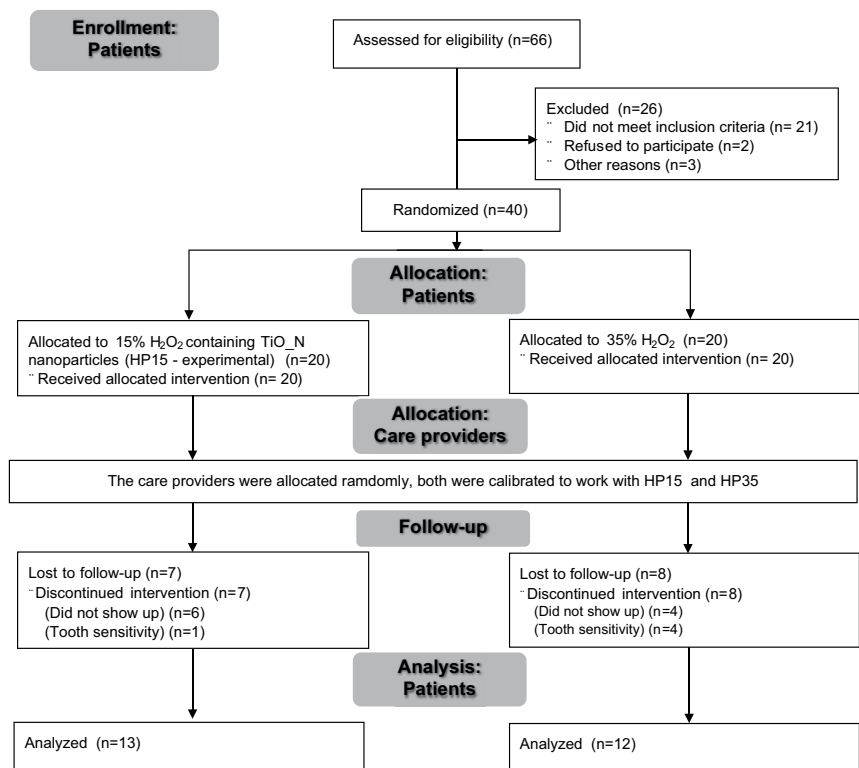 Enrollment:
Patients
Assessed for eligibility (n=66)
Excluded (n=26)
¨ Did not meet inclusion criteria (n= 21)
¨ Refused to participate (n=2)
¨ Other reasons (n=3)
Randomized (n=40)
Allocation:
Patients
Allocated to 15% H₂O₂ containing TiO_N
nanoparticles (HP15 - experimental) (n=20)
¨ Received allocated intervention (n= 20)
Allocated to 35% H₂O₂ (n=20)
¨ Received allocated intervention (n= 20)
Allocation:
Care providers
The care providers were allocated ramdomly, both were calibrated to work with HP15 and HP35
Follow-up
Lost to follow-up (n=7)
¨ Discontinued intervention (n=7)
(Did not show up) (n=6)
(Tooth sensitivity) (n=1)
Lost to follow-up (n=8)
¨ Discontinued intervention (n=8)
(Did not show up) (n=4)
(Tooth sensitivity) (n=4)
Analysis:
Patients
Analyzed (n=13)
Analyzed (n=12)